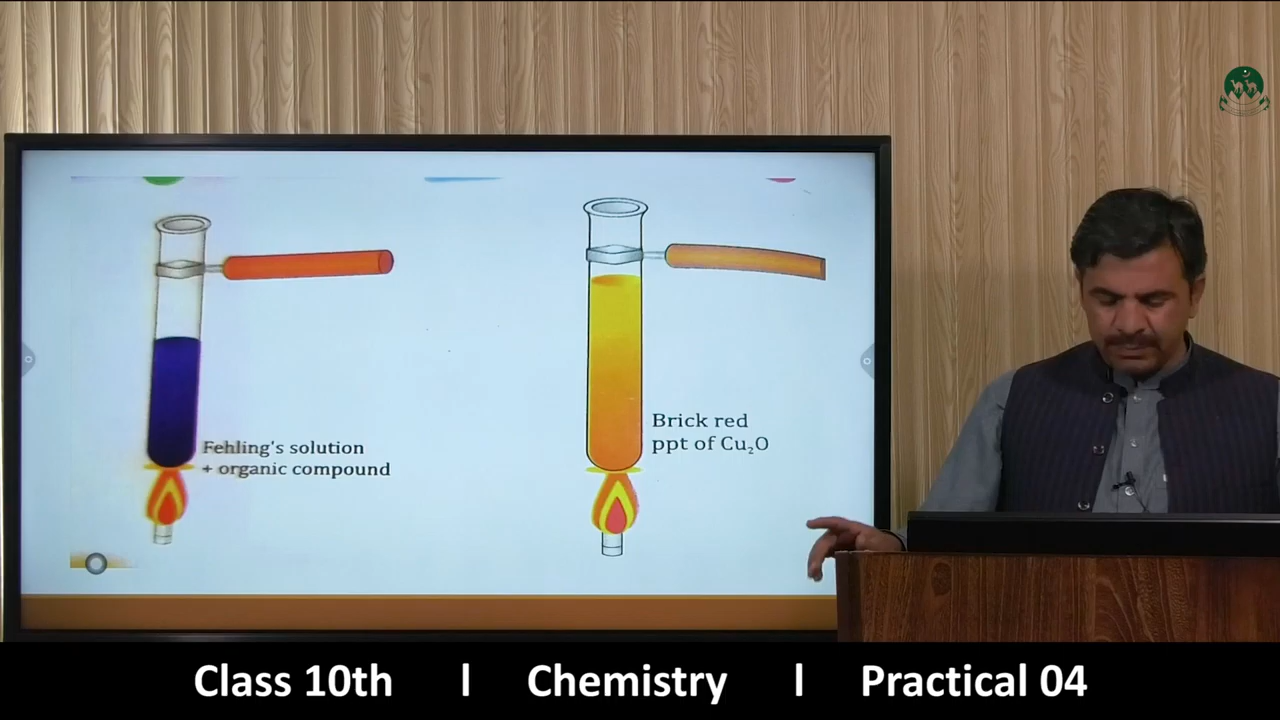 Fehling's solution
+ organic compound
Brick red
ppt of Cu₂O
Class 10th l Chemistry l Practical 04